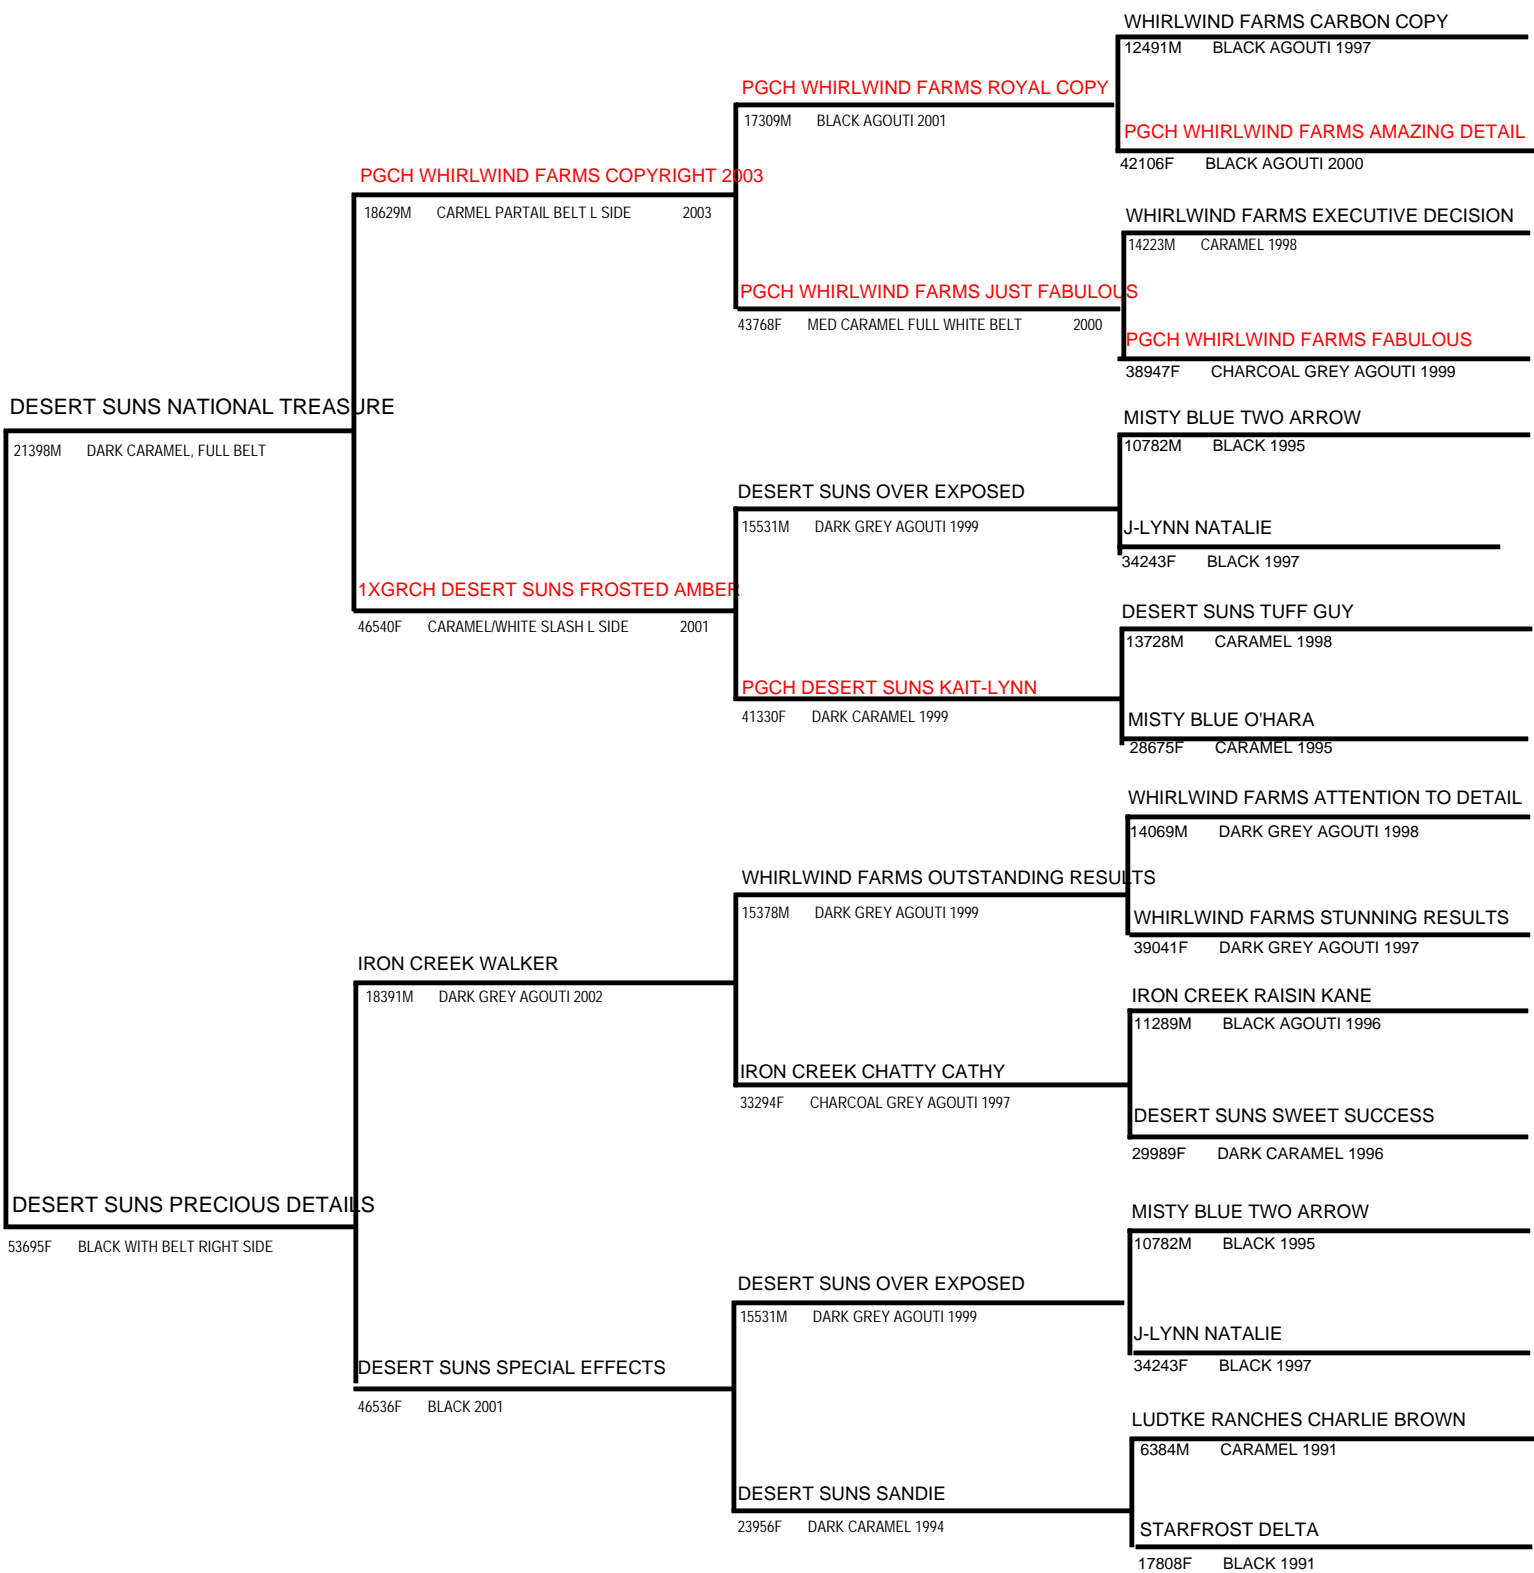 WHIRLWIND FARMS CARBON COPY
12491M BLACK AGOUTI 1997
PGCH WHIRLWIND FARMS ROYAL COPY
17309M BLACK AGOUTI 2001
PGCH WHIRLWIND FARMS AMAZING DETAIL
42106F BLACK AGOUTI 2000
PGCH WHIRLWIND FARMS COPYRIGHT 2003
18629M CARMEL PARTAIL BELT L SIDE 2003
WHIRLWIND FARMS EXECUTIVE DECISION
14223M CARAMEL 1998
PGCH WHIRLWIND FARMS JUST FABULOUS
43768F MED CARAMEL FULL WHITE BELT 2000
PGCH WHIRLWIND FARMS FABULOUS
38947F CHARCOAL GREY AGOUTI 1999
DESERT SUNS NATIONAL TREASURE
21398M DARK CARAMEL, FULL BELT
MISTY BLUE TWO ARROW
10782M BLACK 1995
DESERT SUNS OVER EXPOSED
15531M DARK GREY AGOUTI 1999
J-LYNN NATALIE
34243F BLACK 1997
1XGRCH DESERT SUNS FROSTED AMBER
46540F CARAMEL/WHITE SLASH L SIDE 2001
DESERT SUNS TUFF GUY
13728M CARAMEL 1998
PGCH DESERT SUNS KAIT-LYNN
41330F DARK CARAMEL 1999
MISTY BLUE O'HARA
28675F CARAMEL 1995
WHIRLWIND FARMS ATTENTION TO DETAIL
14069M DARK GREY AGOUTI 1998
WHIRLWIND FARMS OUTSTANDING RESULTS
15378M DARK GREY AGOUTI 1999
WHIRLWIND FARMS STUNNING RESULTS
39041F DARK GREY AGOUTI 1997
IRON CREEK WALKER
18391M DARK GREY AGOUTI 2002
IRON CREEK RAISIN KANE
11289M BLACK AGOUTI 1996
IRON CREEK CHATTY CATHY
33294F CHARCOAL GREY AGOUTI 1997
DESERT SUNS SWEET SUCCESS
29989F DARK CARAMEL 1996
DESERT SUNS PRECIOUS DETAILS
53695F BLACK WITH BELT RIGHT SIDE
MISTY BLUE TWO ARROW
10782M BLACK 1995
DESERT SUNS OVER EXPOSED
15531M DARK GREY AGOUTI 1999
J-LYNN NATALIE
34243F BLACK 1997
DESERT SUNS SPECIAL EFFECTS
46536F BLACK 2001
LUDTKE RANCHES CHARLIE BROWN
6384M CARAMEL 1991
DESERT SUNS SANDIE
23956F DARK CARAMEL 1994
STARFROST DELTA
17808F BLACK 1991